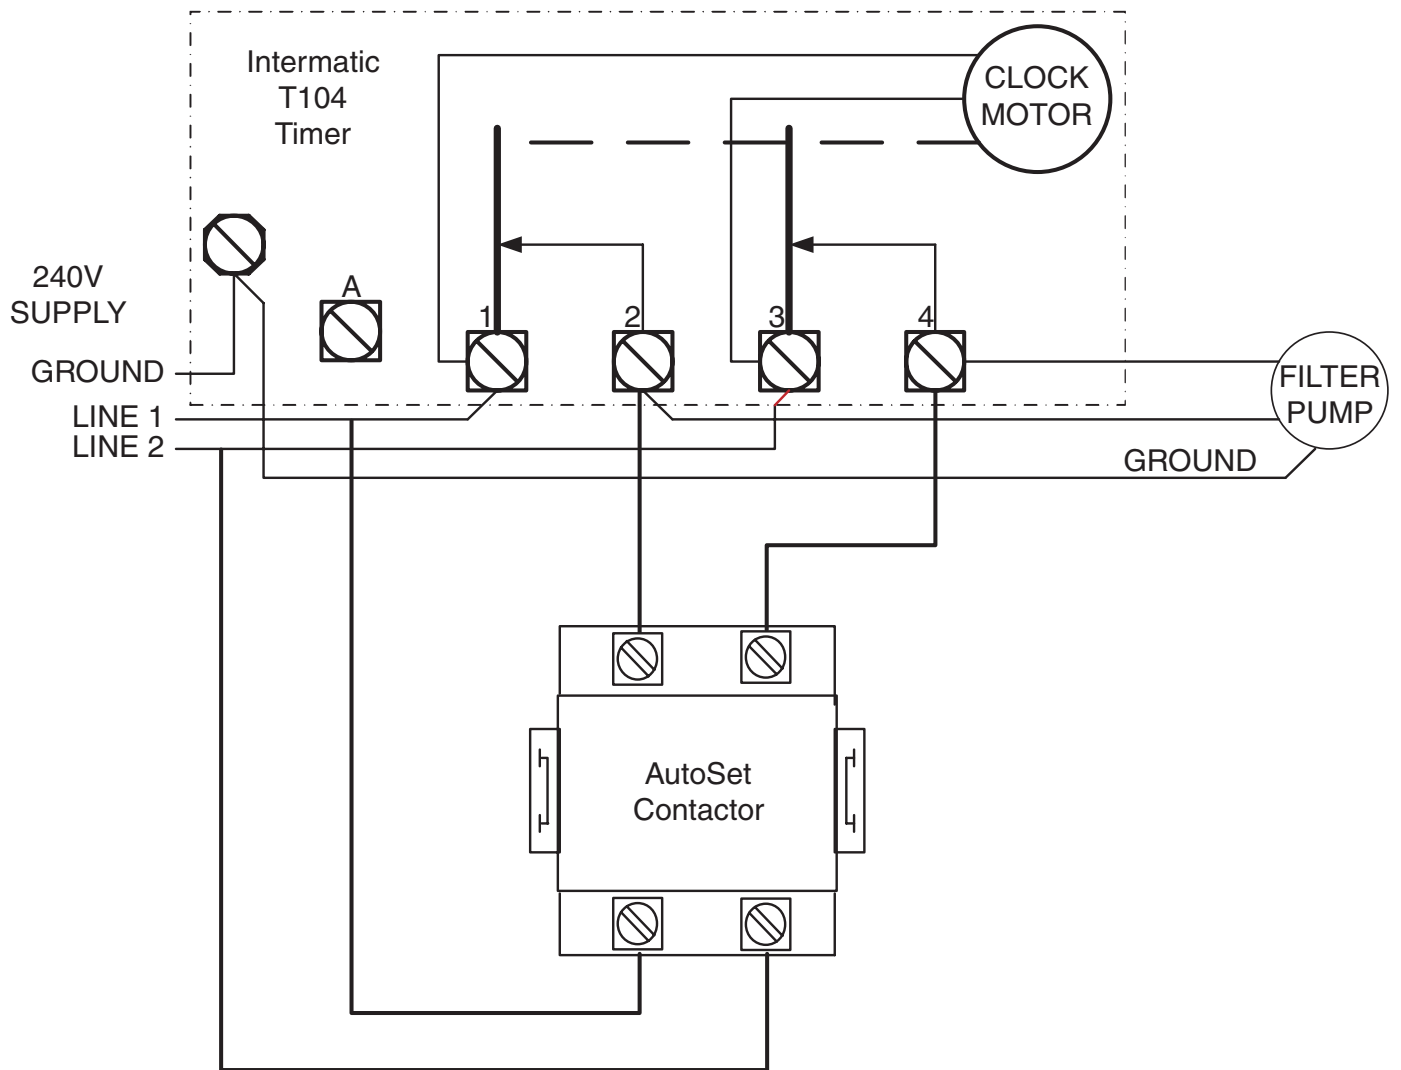 Intermatic
T104
Timer
CLOCK
MOTOR
240V
SUPPLY
A
1
2
3
4
GROUND
LINE 1
LINE 2
FILTER
PUMP
GROUND
AutoSet
Contactor